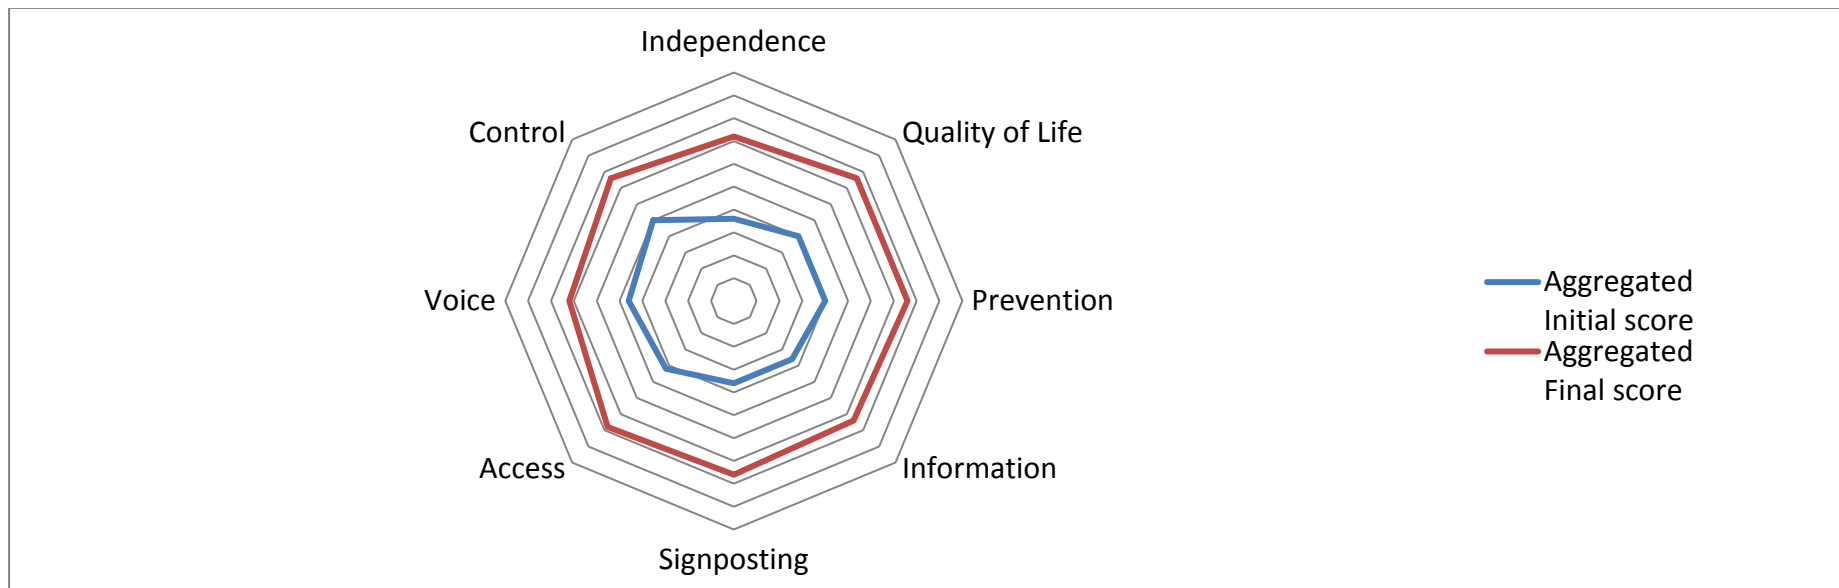 Independence
Control
Quality of Life
Voice
Prevention
Access
Information
Signposting
Aggregated
Initial score
Aggregated
Final score